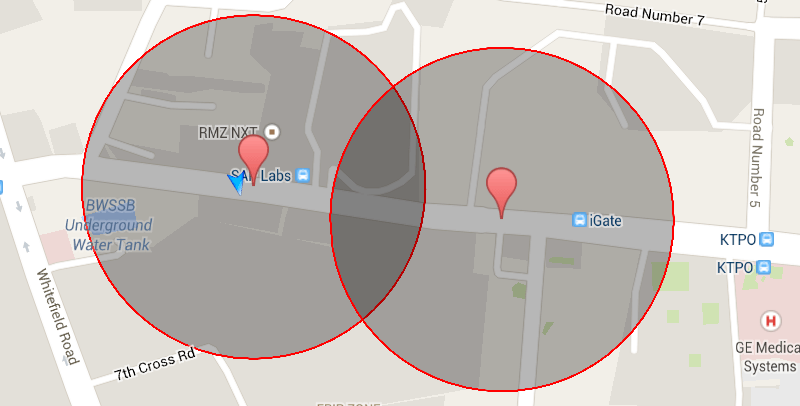 Road Number 7
Road Number 5
RMZ NXT
SAP Labs
BWSSB
Underground
Water Tank
iGate
KTPO
KTPO
Whitefield Road
7th Cross Rd
GE Medica
Systems
EPIP ZONE